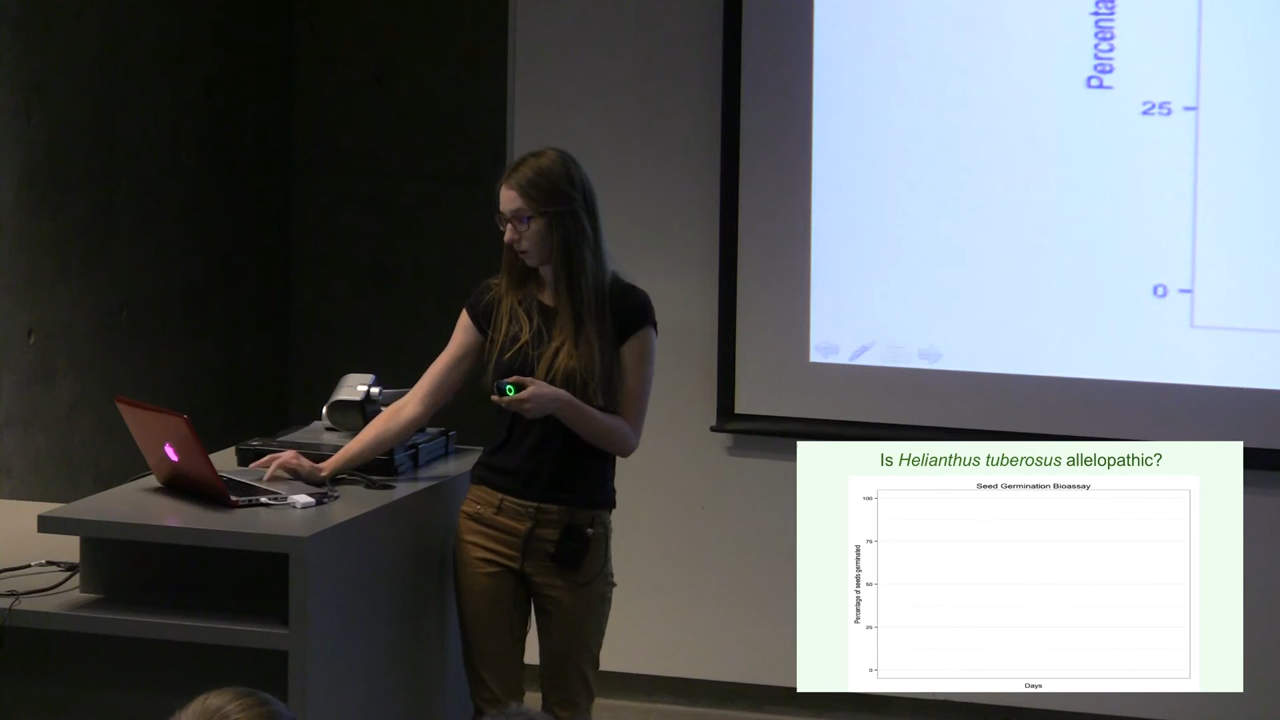 Percenta
25
0
Is Helianthus tuberosus allelopathic?
Seed Germination Bioassay
100
75
50
25
0
Percentage of seeds germinated
Days